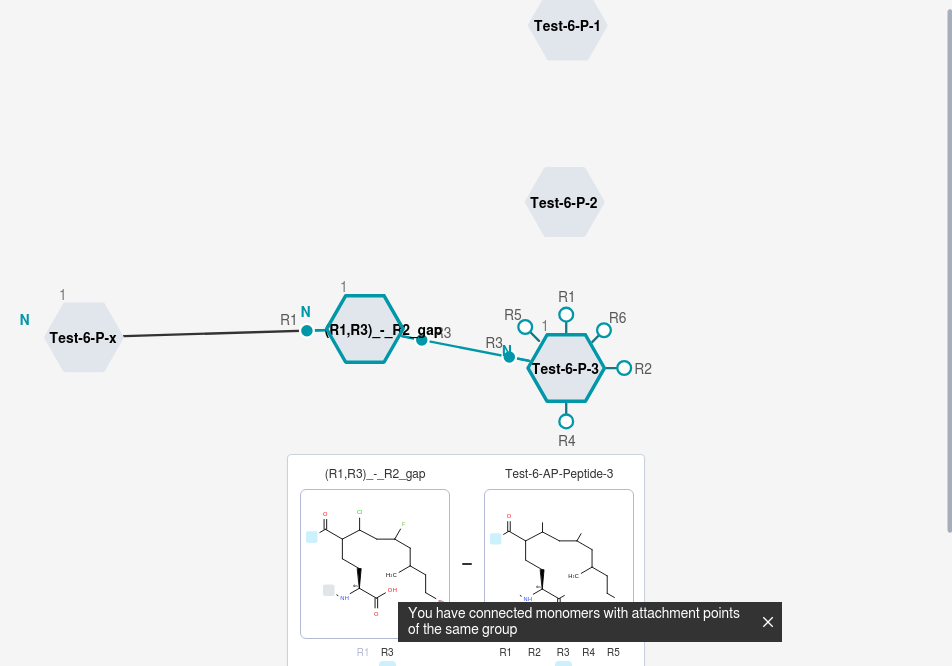 Test-6-P-1
Test-6-P-2
1
N
Test-6-P-x
R1
N
1
(R1,R3)_-_R2_gap
R3
R3
N
R5
1
R1
R6
Test-6-P-3
R2
R4
(R1,R3)_-_R2_gap
Test-6-AP-Peptide-3
O
Cl
F
H₃C
NH
OH
O
–
O
H₃C
NH
You have connected monomers with attachment points
of the same group
R1 R3
R1 R2 R3 R4 R5